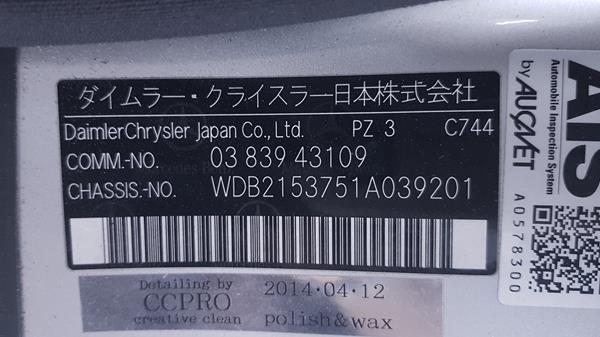 ダイムラー・クライスラー日本株式会社
DaimlerChrysler Japan Co., Ltd. PZ 3 C744
COMM.-NO. 03 839 43109
CHASSIS.-NO. WDB2153751A039201
Detailing by
CCPRO
creative clean
2014・04・12
polish&wax
AIS
Automobile Inspection System
by AUCNET
A0578300